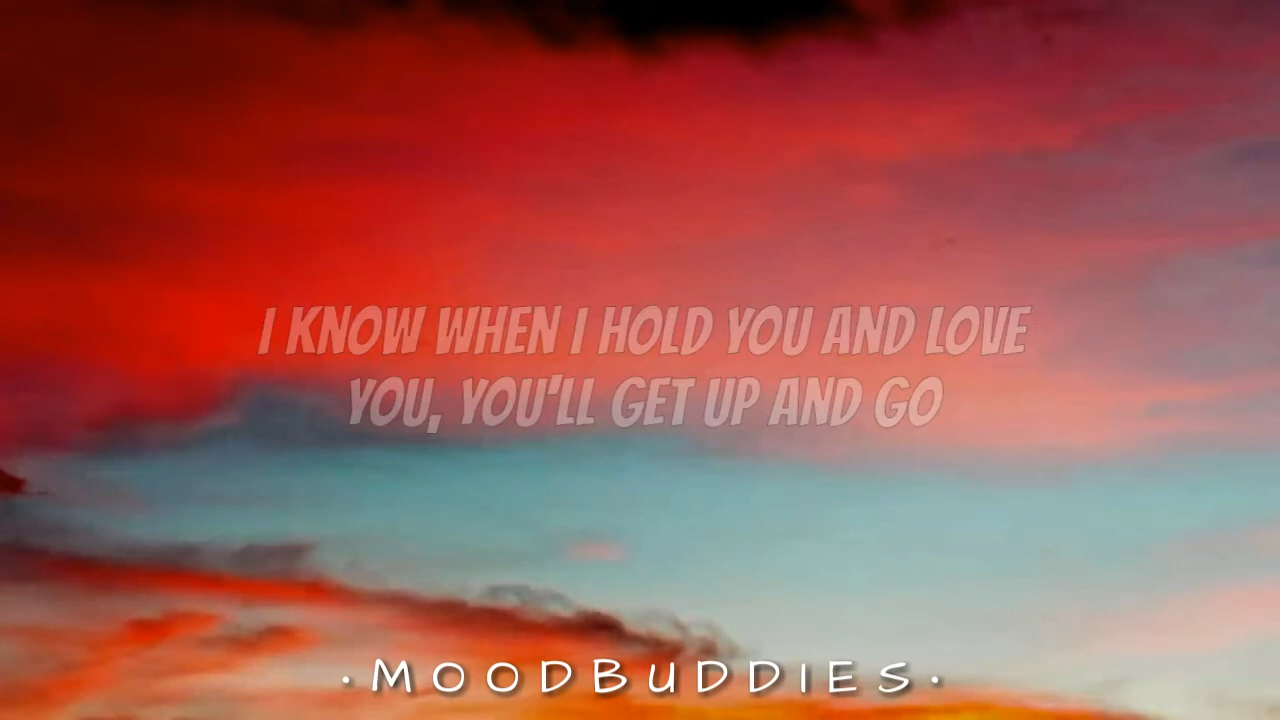 I KNOW WHEN I HOLD YOU AND LOVE
YOU, YOU'LL GET UP AND GO
·MOODBUDDIES·